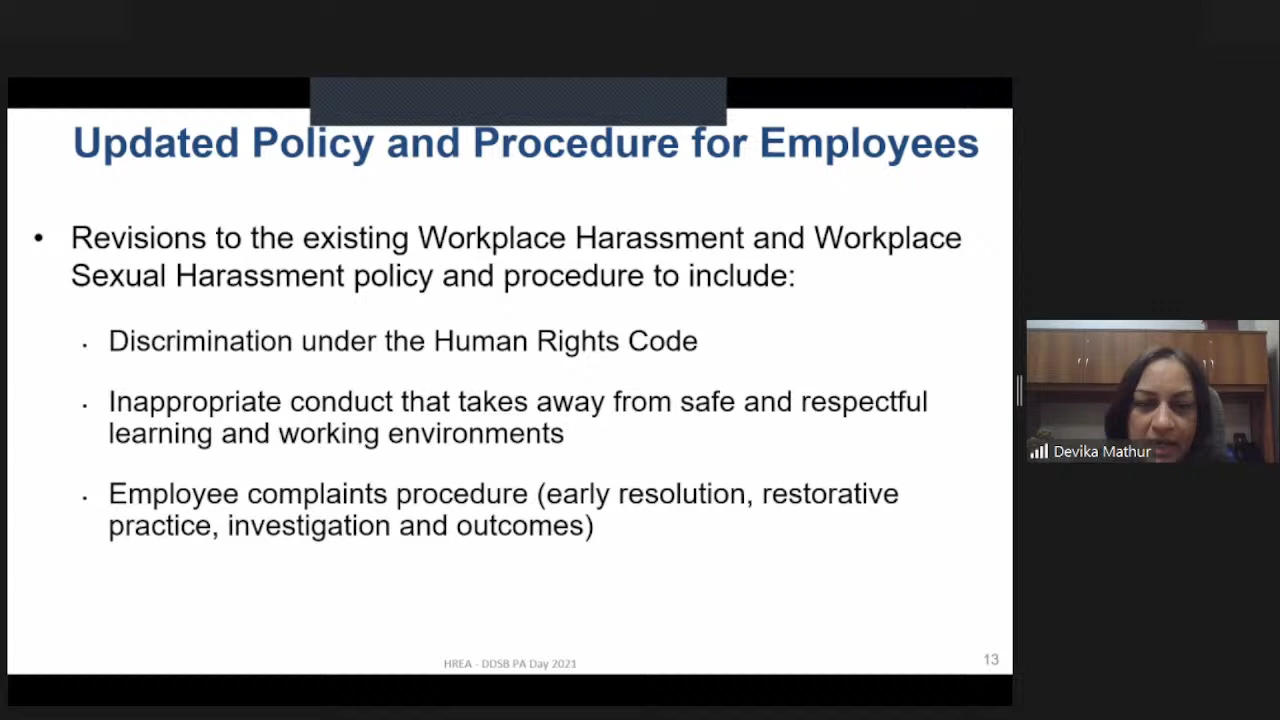 Updated Policy and Procedure for Employees
• Revisions to the existing Workplace Harassment and Workplace
Sexual Harassment policy and procedure to include:
· Discrimination under the Human Rights Code
· Inappropriate conduct that takes away from safe and respectful
learning and working environments
· Employee complaints procedure (early resolution, restorative
practice, investigation and outcomes)
HREA - DDSB PA Day 2021
13
Devika Mathur